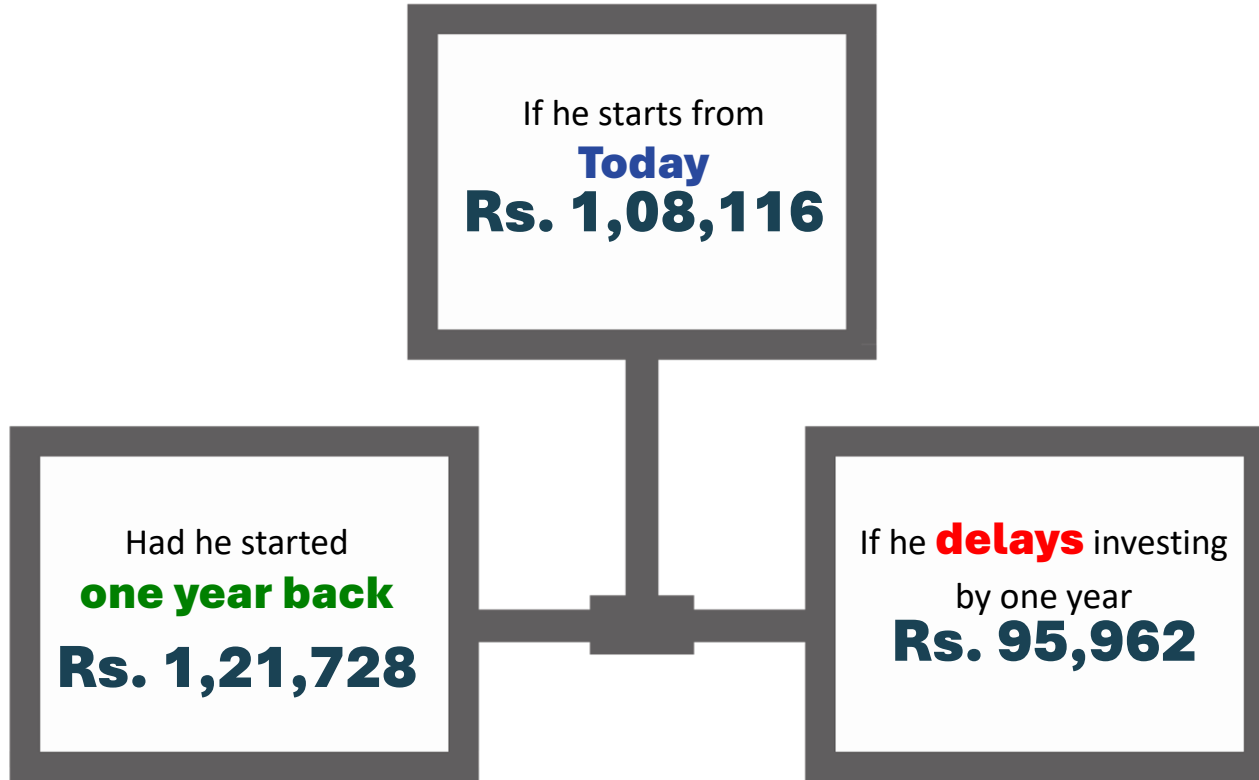 If he starts from
Today
Rs. 1,08,116
Had he started
one year back
Rs. 1,21,728
If he delays investing
by one year
Rs. 95,962